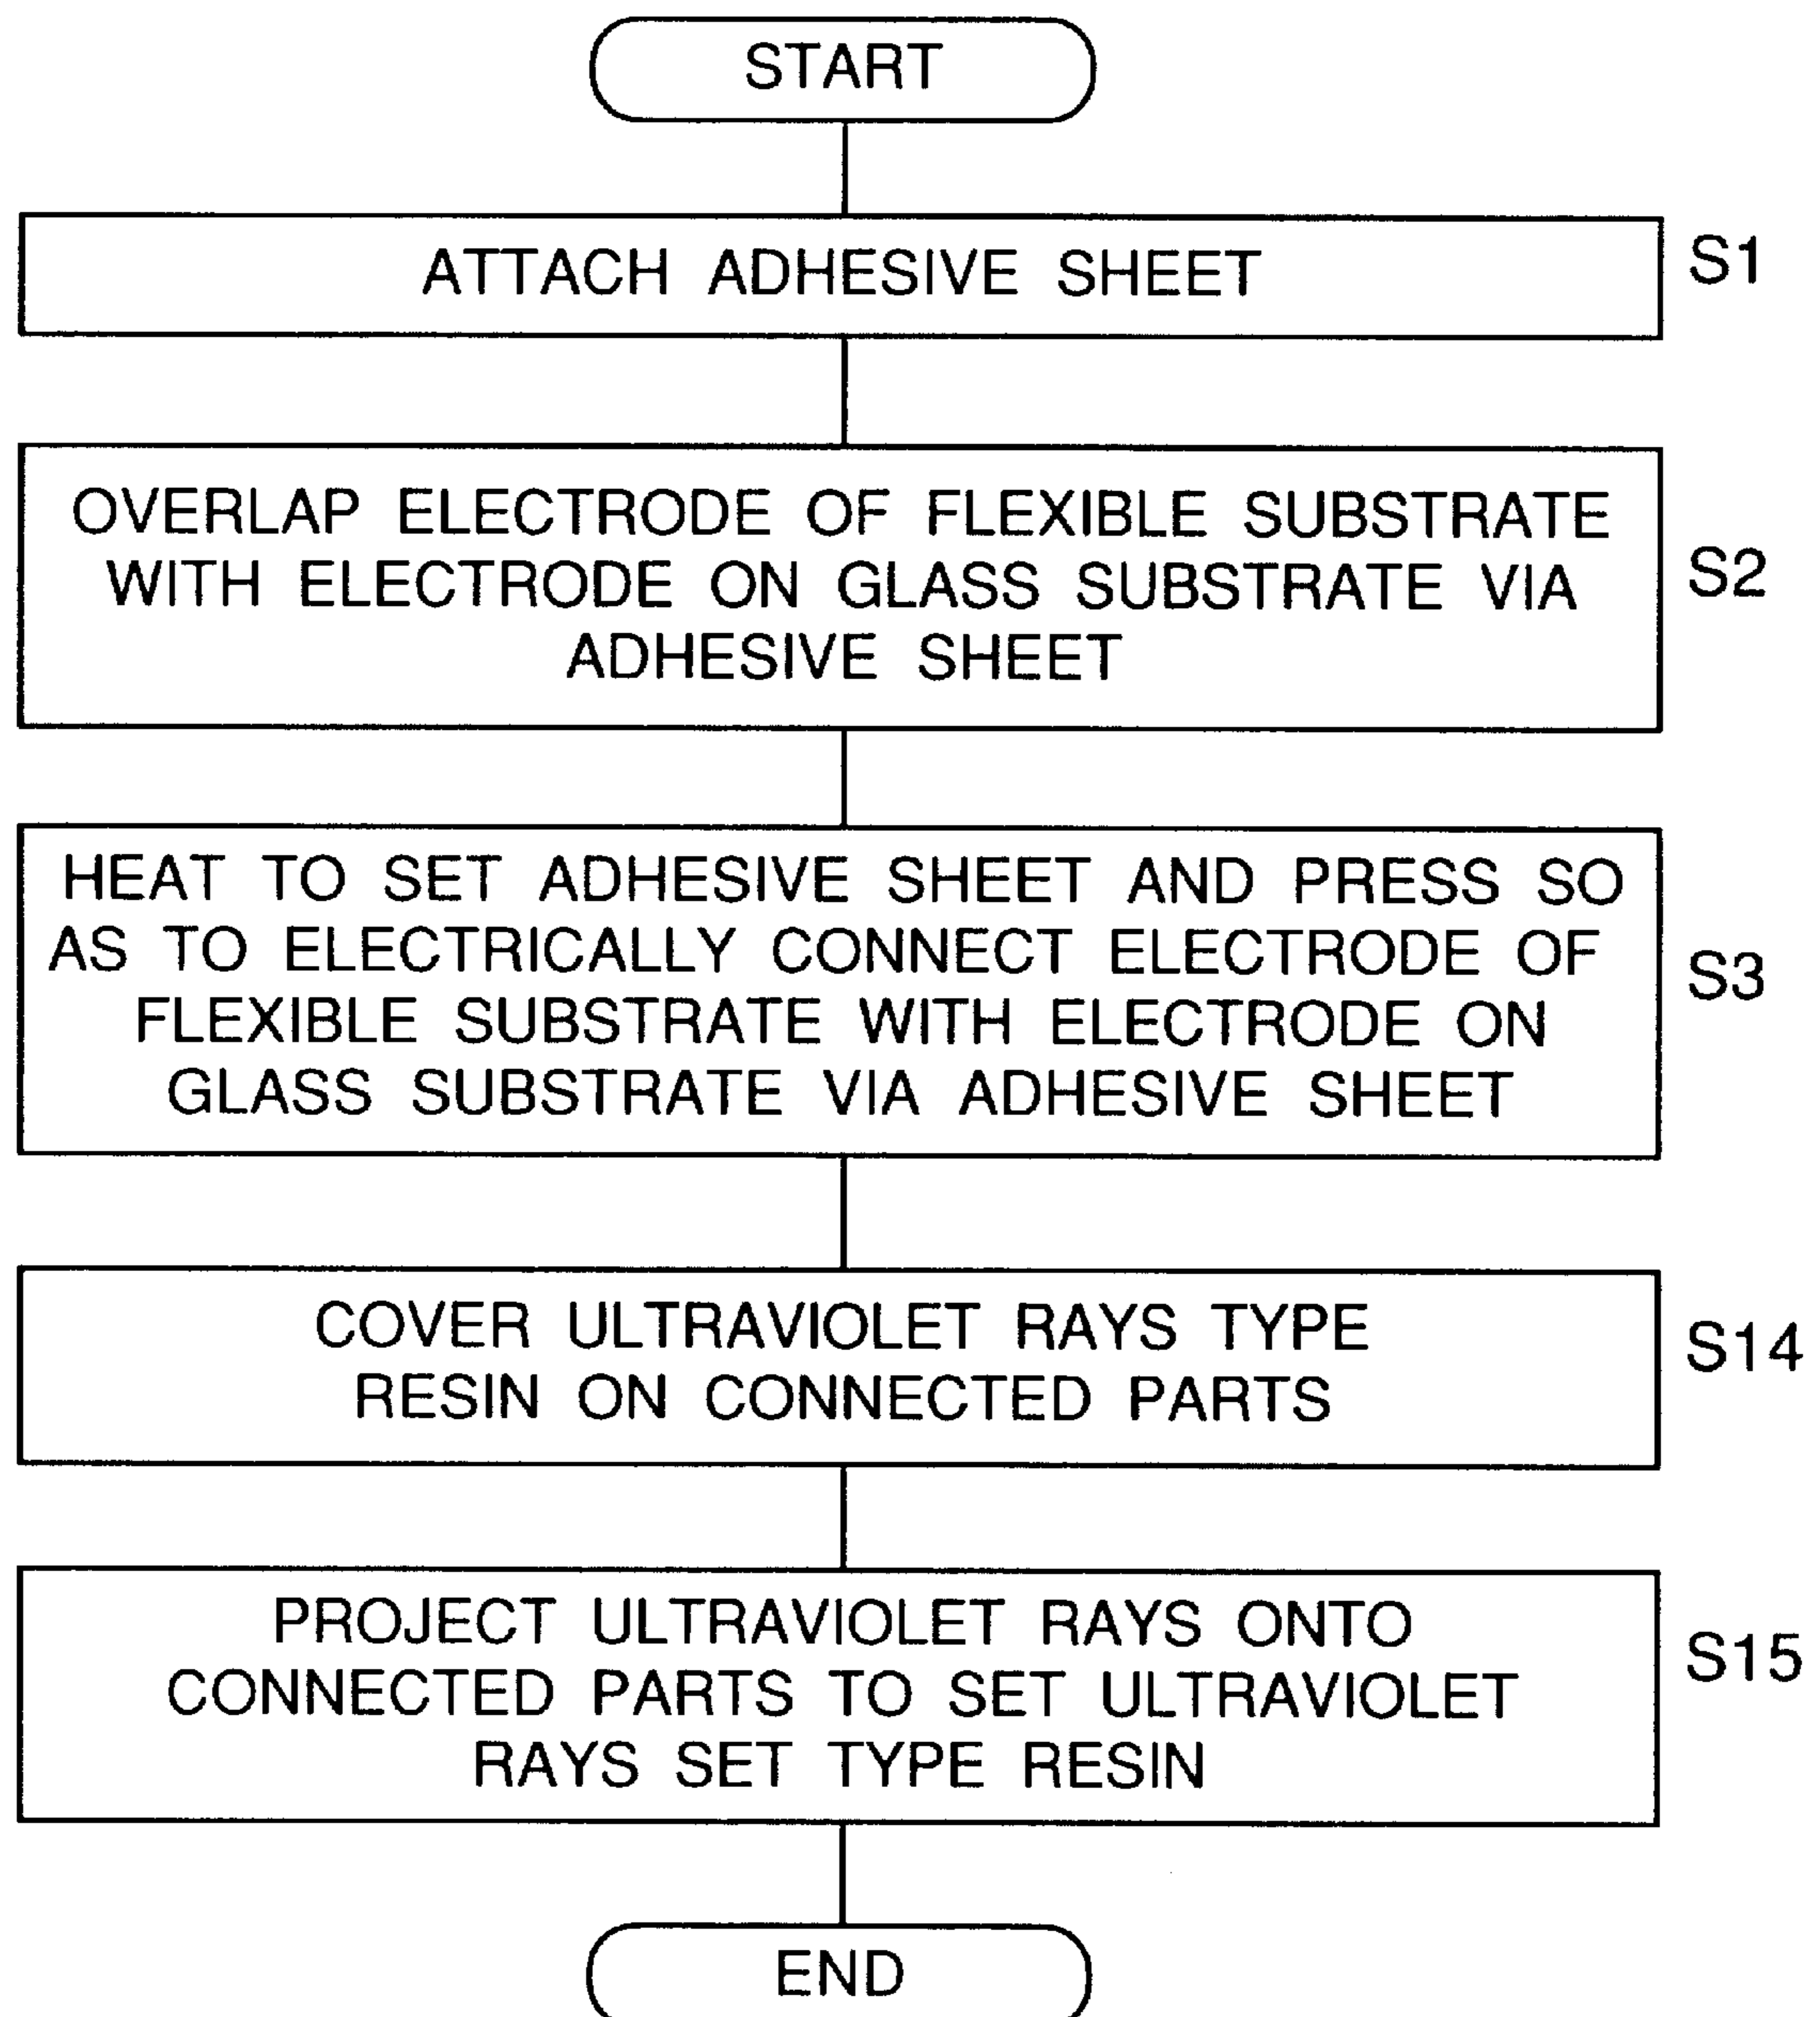 START
ATTACH ADHESIVE SHEET
S1
OVERLAP ELECTRODE OF FLEXIBLE SUBSTRATE
WITH ELECTRODE ON GLASS SUBSTRATE VIA
ADHESIVE SHEET
S2
HEAT TO SET ADHESIVE SHEET AND PRESS SO
AS TO ELECTRICALLY CONNECT ELECTRODE OF
FLEXIBLE SUBSTRATE WITH ELECTRODE ON
GLASS SUBSTRATE VIA ADHESIVE SHEET
S3
COVER ULTRAVIOLET RAYS TYPE
RESIN ON CONNECTED PARTS
S14
PROJECT ULTRAVIOLET RAYS ONTO
CONNECTED PARTS TO SET ULTRAVIOLET
RAYS SET TYPE RESIN
S15
END